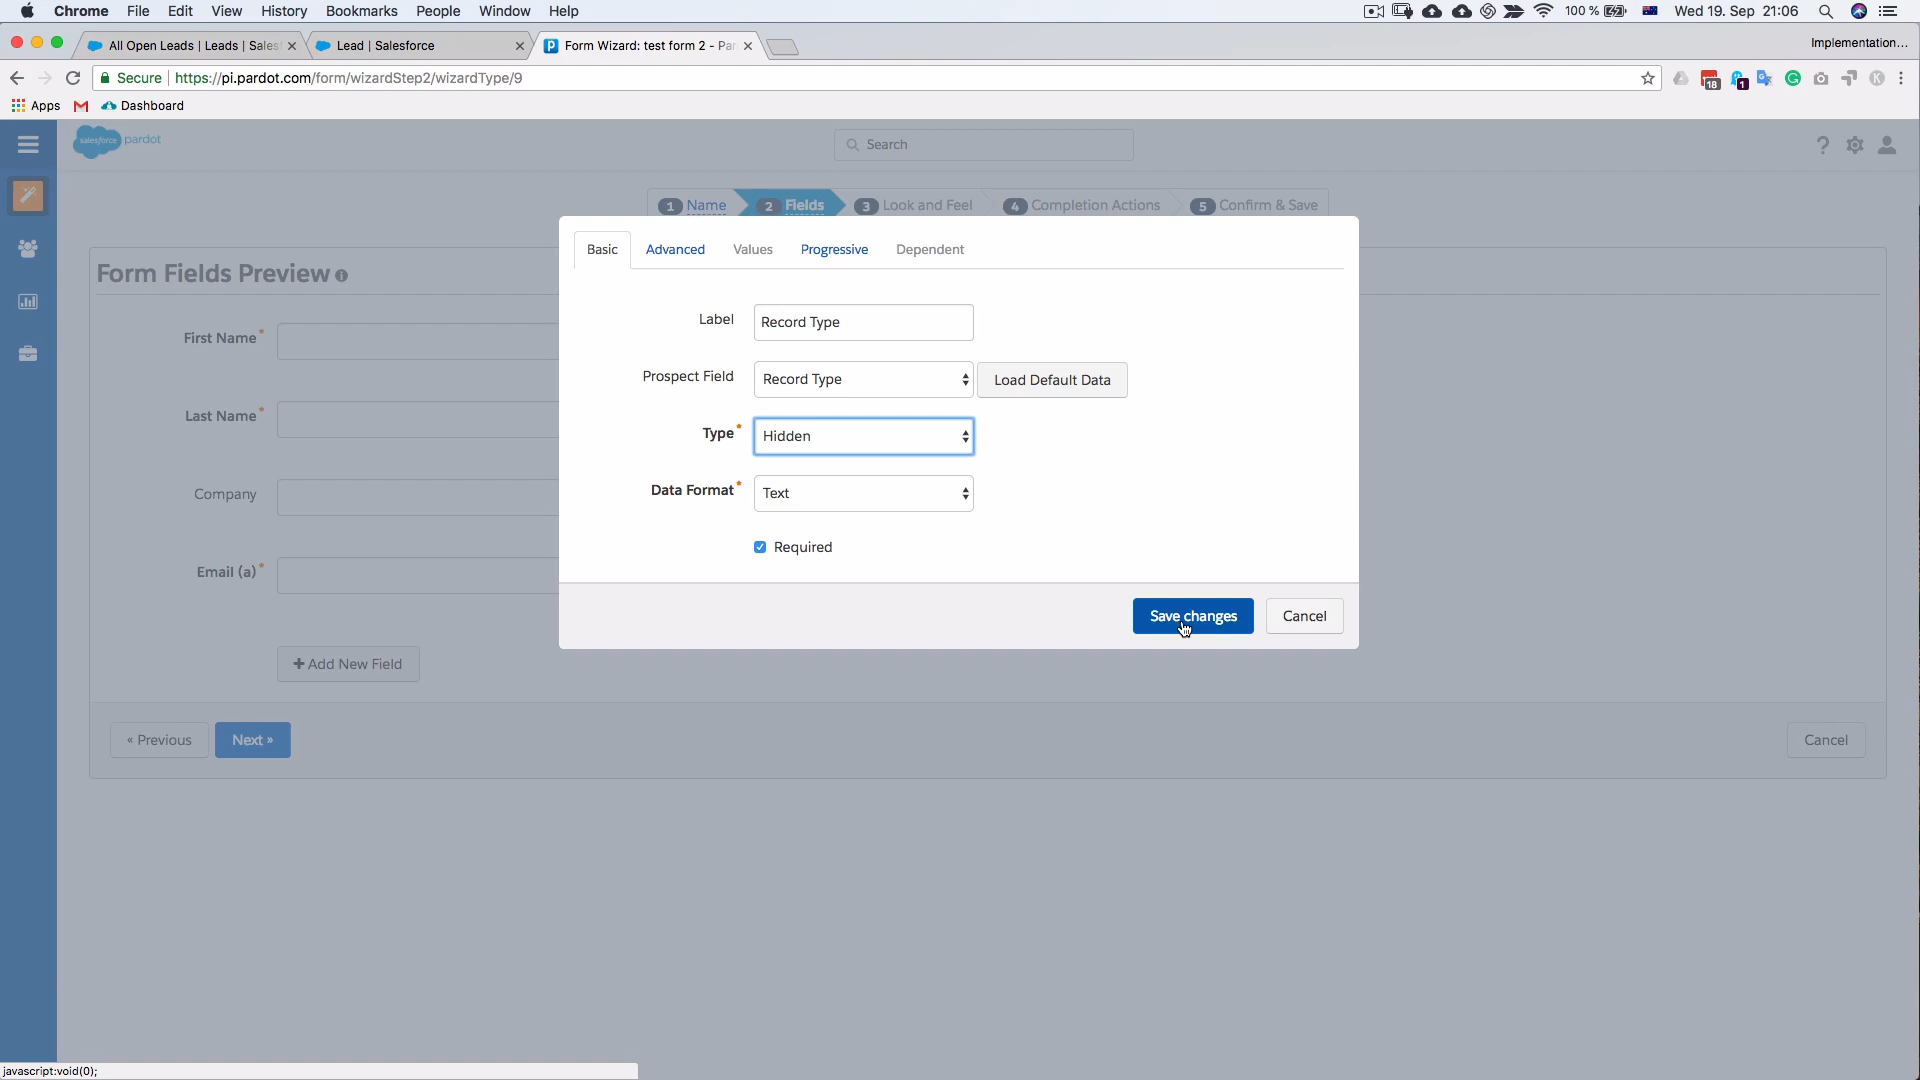 Chrome File Edit View History Bookmarks People Window Help 100 % Wed 19. Sep 21:06
All Open Leads | Leads | Sales Lead | Salesforce Form Wizard: test form 2 - Par Implementation...
Secure https://pi.pardot.com/form/wizardStep2/wizardType/9 18 1 K
Apps Dashboard
salesforce pardot Search
1 Name 2 Fields 3 Look and Feel 4 Completion Actions 5 Confirm & Save
Basic Advanced Values Progressive Dependent
Form Fields Preview
Label Record Type
First Name*
Prospect Field Record Type Load Default Data
Last Name*
Type* Hidden
Data Format* Text
Company
Required
Email (a)*
Save changes Cancel
+ Add New Field
« Previous Next » Cancel
javascript:void(0);